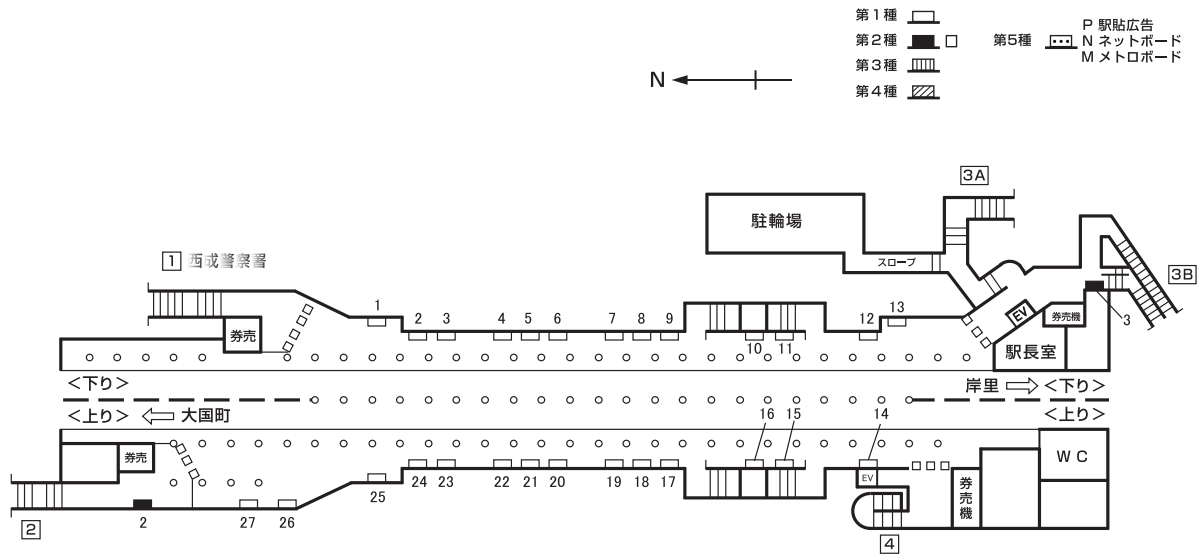 第1種
第2種
第3種
第4種
第5種
P 駅貼広告
N ネットボード
M メトロボード
N
3A
駐輪場
スロープ
1 西成警察署
3B
券売
1
2
3
4
5
6
7
8
9
10
11
12
13
EV
券売機
3
駅長室
<下り>
岸里
<下り>
<上り>
大国町
<上り>
16
15
14
券売
WC
24
23
22
21
20
19
18
17
EV
券売機
25
2
2
27
26
4